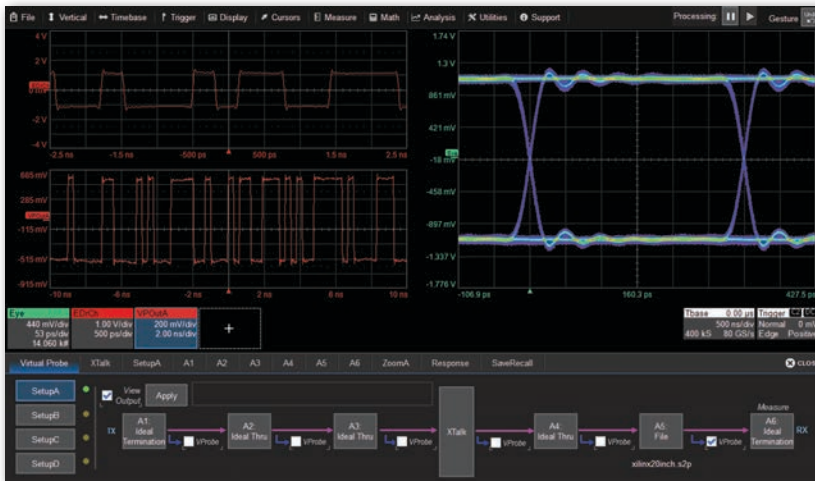 File Vertical Timebase Trigger Display Cursors Measure Math Analysis Utilities Support Processing: Gesture
4 V
2 V
-2 V
-4 V
-2.5 ns -1.5 ns -500 ps 500 ps 1.5 ns 2.5 ns
685 mV
285 mV
-115 mV
-515 mV
-915 mV
-10 ns -6 ns -2 ns 2 ns 6 ns 10 ns
1.74 V
1.3 V
861 mV
421 mV
-18 mV
-458 mV
-897 mV
-1.337 V
-1.776 V
-106.9 ps 160.3 ps 427.5 ps
Eye
440 mV/div
53 ps/div
14.060 k#
EDrCh
1.00 V/div
500 ps/div
VPOutA
200 mV/div
2.00 ns/div
+
Tbase 0.00 µs
500 ns/div
400 kS 80 GS/s
Trigger C2 DC
Normal 0 mV
Edge Positive
Virtual Probe XTalk SetupA A1 A2 A3 A4 A5 A6 ZoomA Response SaveRecall CLOS
SetupA
SetupB
SetupC
SetupD
View
Output
Apply
TX
A1:
Ideal
Termination
VProbe
A2:
Ideal Thru
VProbe
A3:
Ideal Thru
VProbe
XTalk
VProbe
A4:
Ideal Thru
VProbe
A5:
File
xilinx20inch.s2p
VProbe
Measure
A6:
Ideal
Termination
RX